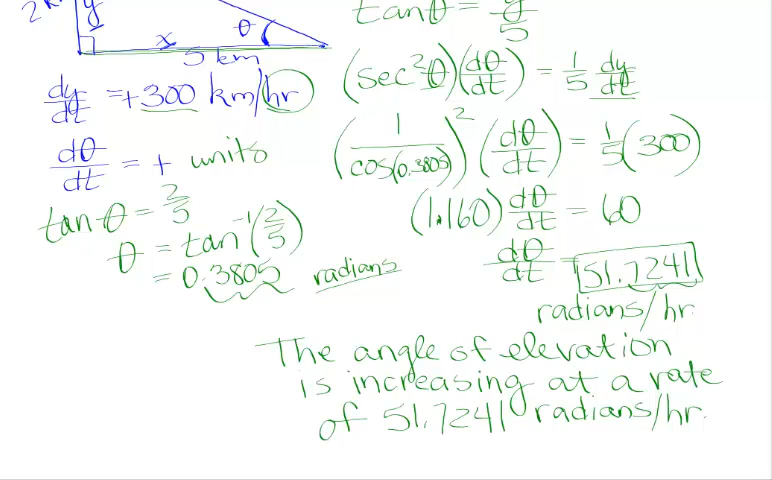 2 k
y
x
θ
5 km
tanθ = y/5
dy/dt = +300 km/hr
(sec²θ)(dθ/dt) = 1/5 dy/dt
dθ/dt = + units
(1/cos(0.3805))² (dθ/dt) = 1/5 (300)
tanθ = 2/5
(1.160) dθ/dt = 60
θ = tan⁻¹(2/5)
= 0.3805 radians
dθ/dt = 51.7241
radians/hr
The angle of elevation
is increasing at a rate
of 51.7241 radians/hr.